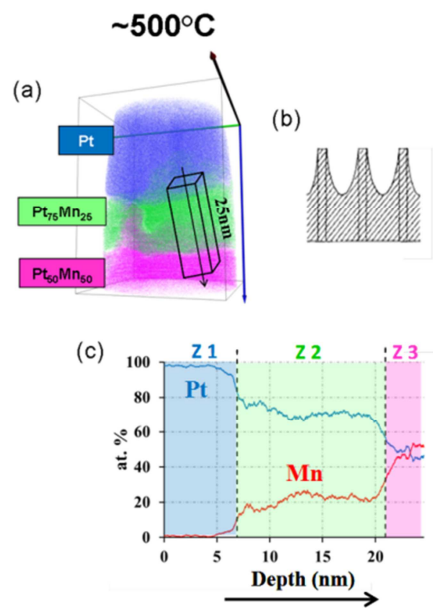 ~500°C
(a)
Pt
Pt₇₅Mn₂₅
Pt₅₀Mn₅₀
25nm
(b)
(c)
Z 1 Z 2 Z 3
100
80
60
40
20
0
at. %
Pt
Mn
0 5 10 15 20
Depth (nm)